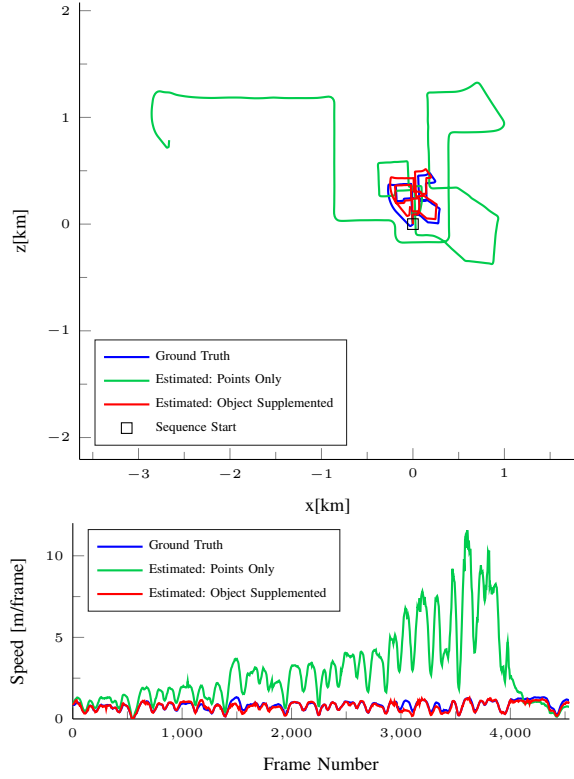 2
1
0
−1
−2
z[km]
Ground Truth
Estimated: Points Only
Estimated: Object Supplemented
Sequence Start
−3 −2 −1 0 1
x[km]
10
5
0
Speed [m/frame]
Ground Truth
Estimated: Points Only
Estimated: Object Supplemented
0 1,000 2,000 3,000 4,000
Frame Number